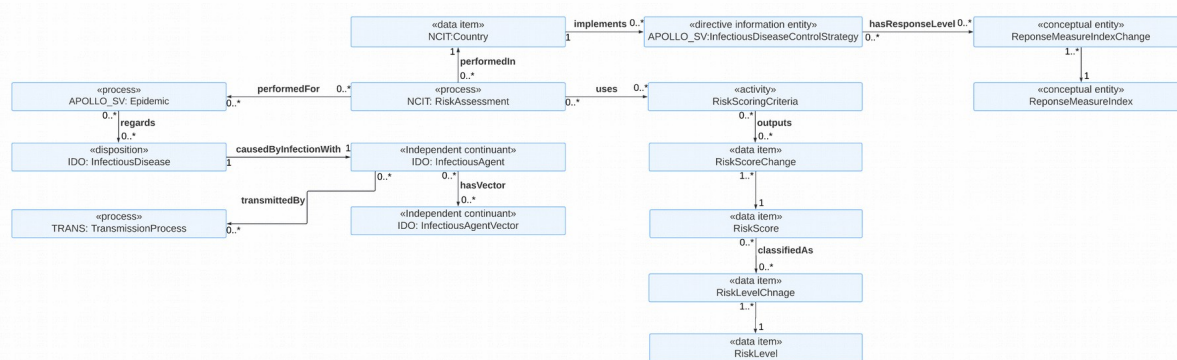 «data item»
NCIT:Country
implements
1
0..*
«directive information entity»
APOLLO_SV:InfectiousDiseaseControlStrategy
hasResponseLevel
0..*
0..*
«conceptual entity»
ReponseMeasureIndexChange
1
performedIn
0..*
1..*
1
«process»
APOLLO_SV: Epidemic
performedFor
0..*
0..*
«process»
NCIT: RiskAssessment
uses
0..*
0..*
«activity»
RiskScoringCriteria
«conceptual entity»
ReponseMeasureIndex
0..*
regards
0..*
0..*
outputs
0..*
«disposition»
IDO: InfectiousDisease
causedByInfectionWith
1
1
«Independent continuant»
IDO: InfectiousAgent
«data item»
RiskScoreChange
0..*
transmittedBy
0..*
0..*
hasVector
0..*
1..*
1
«process»
TRANS: TransmissionProcess
«Independent continuant»
IDO: InfectiousAgentVector
«data item»
RiskScore
0..*
classifiedAs
0..*
«data item»
RiskLevelChnage
1..*
1
«data item»
RiskLevel